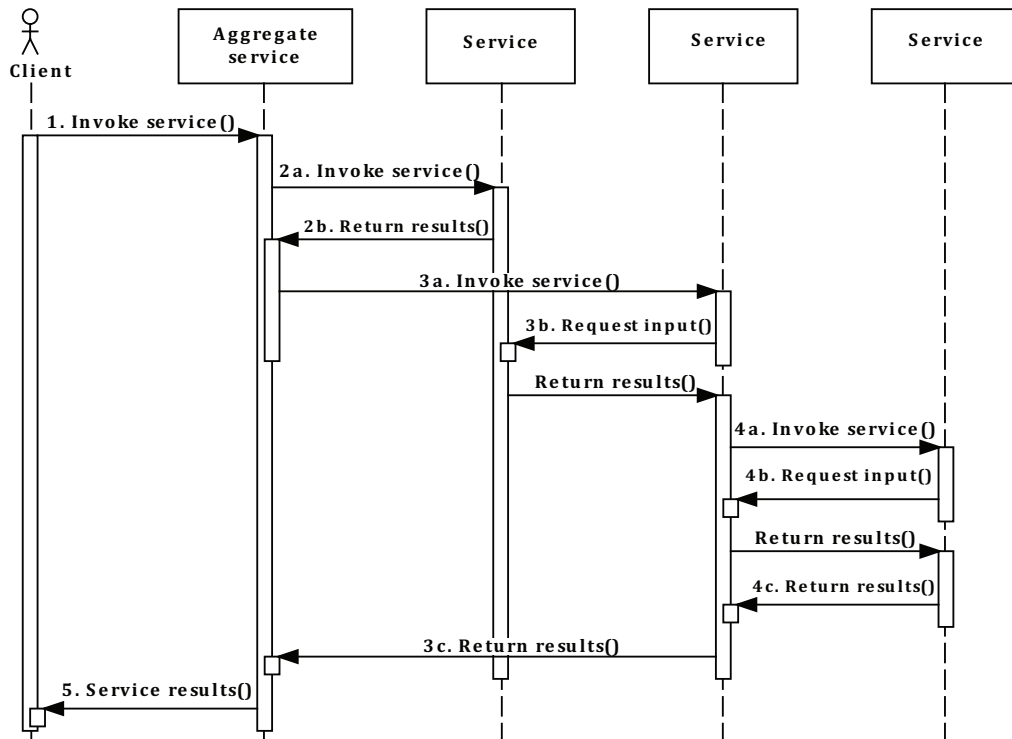 Client
Aggregate
service
Service
Service
Service
1. Invoke service()
2a. Invoke service()
2b. Return results()
3a. Invoke service()
3b. Request input()
Return results()
4a. Invoke service()
4b. Request input()
Return results()
4c. Return results()
3c. Return results()
5. Service results()